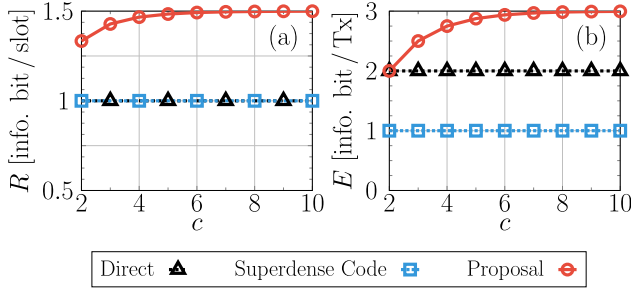 1.5
1
0.5
R [info. bit / slot]
(a)
2 4 6 8 10
c
3
2
1
0
E [info. bit / Tx]
(b)
2 4 6 8 10
c
Direct Superdense Code Proposal